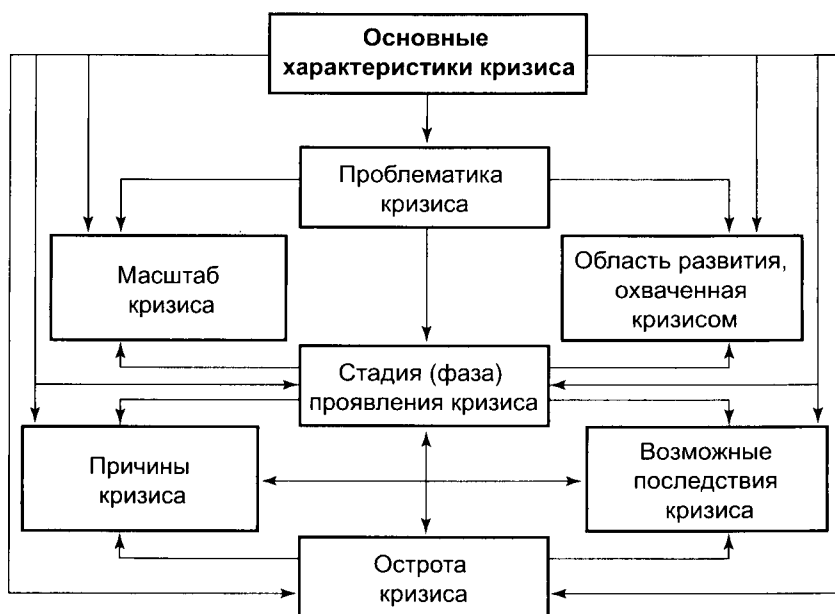 Основные
характеристики кризиса
Проблематика
кризиса
Масштаб
кризиса
Область развития,
охваченная
кризисом
Стадия (фаза)
проявления кризиса
Причины
кризиса
Возможные
последствия
кризиса
Острота
кризиса